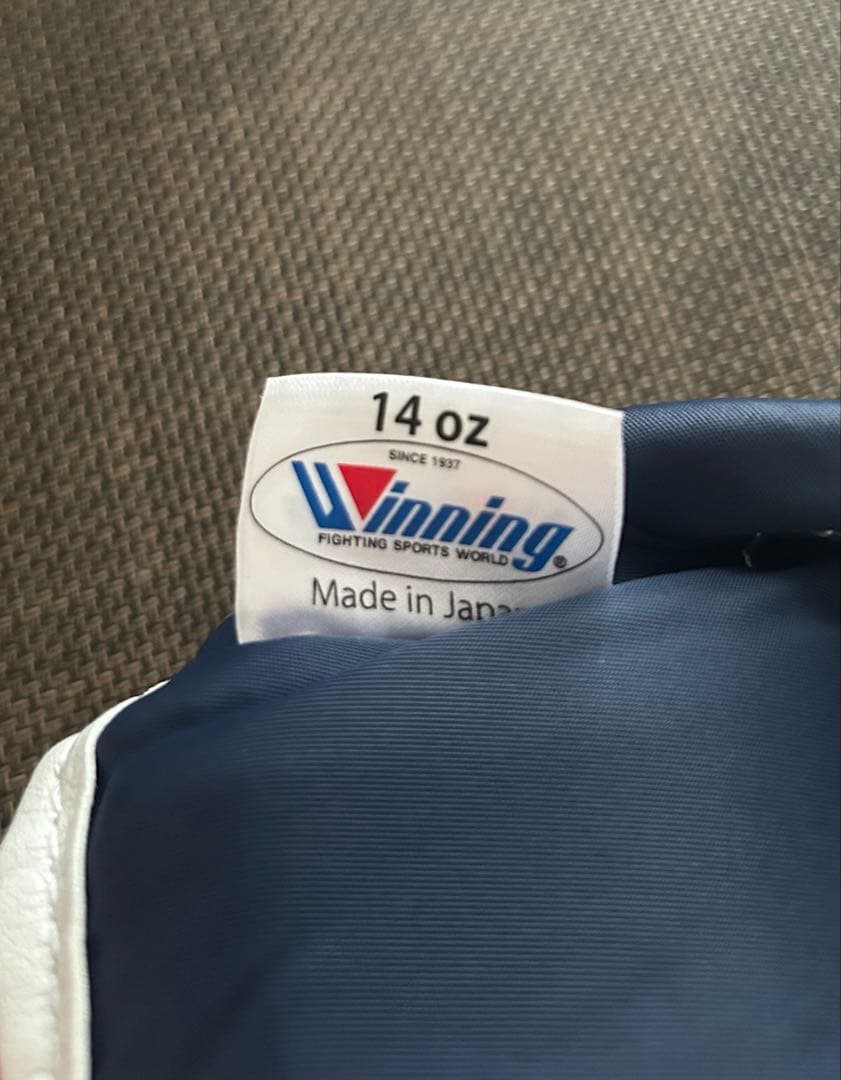 14 oz
SINCE 1937
Winning
FIGHTING SPORTS WORLD ®
Made in